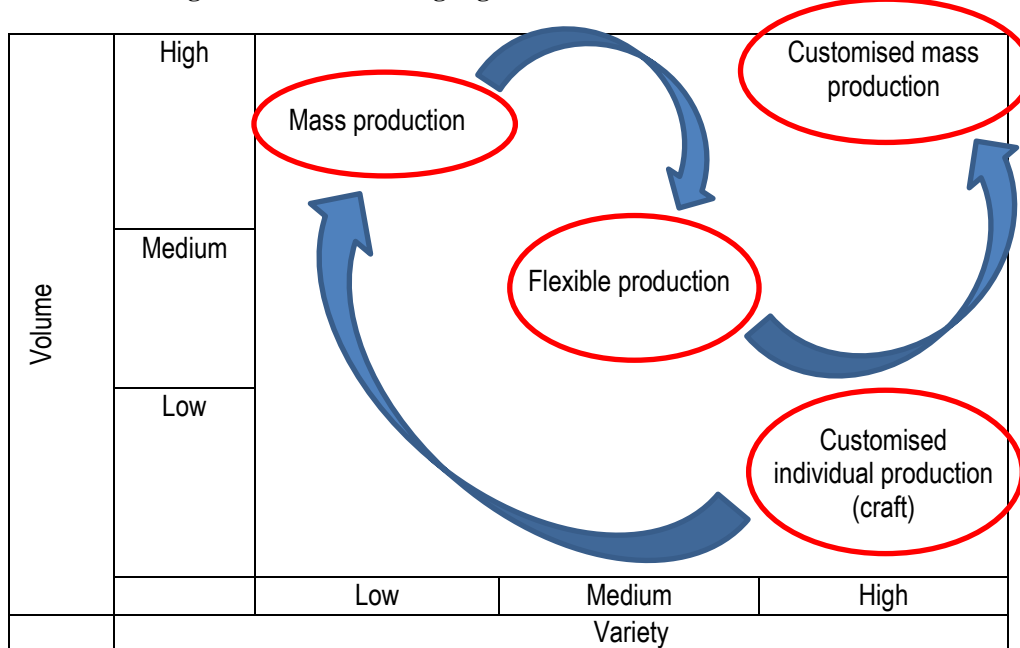 High
Customised mass
production
Mass production
Medium
Flexible production
Volume
Low
Customised
individual production
(craft)
Low
Medium
High
Variety